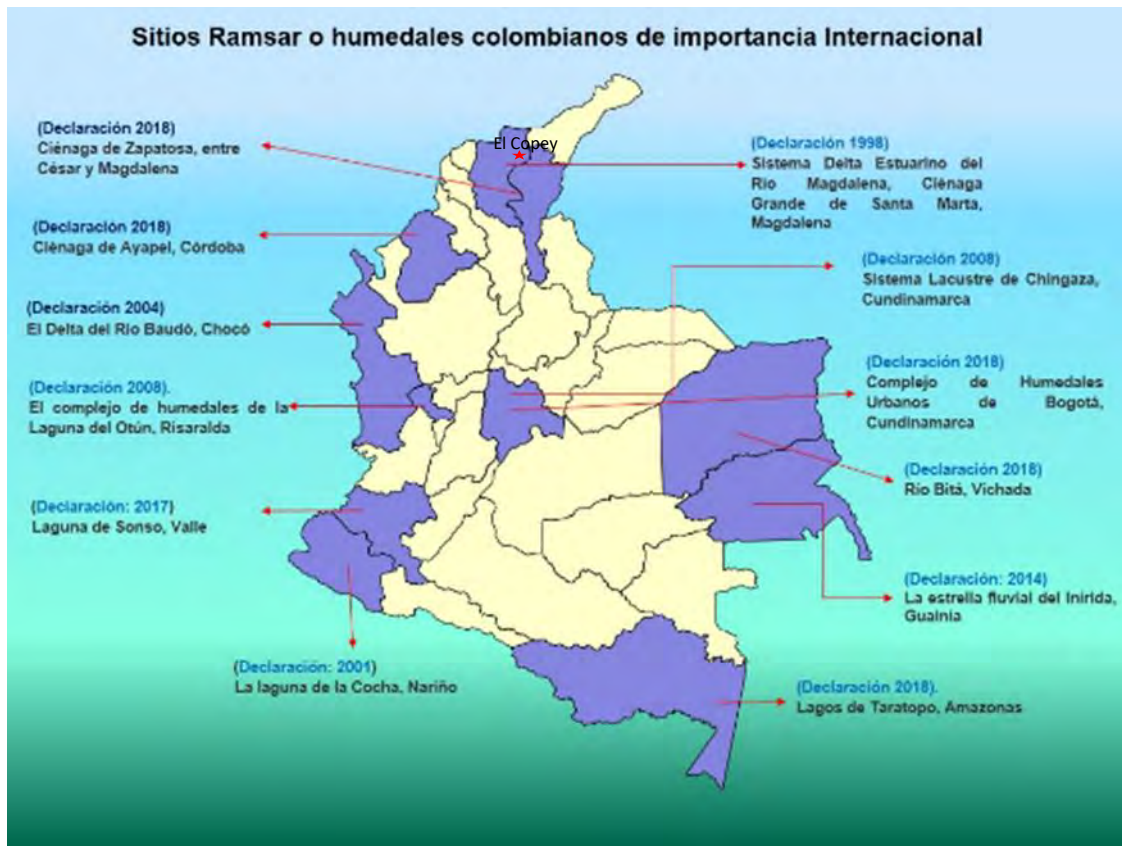 Sitios Ramsar o humedales colombianos de importancia Internacional
(Declaración 2018)
Ciénaga de Zapatosa, entre
César y Magdalena
El Copey
(Declaración 1998)
Sistema Delta Estuarino del
Río Magdalena, Ciénaga
Grande de Santa Marta,
Magdalena
(Declaración 2018)
Ciénaga de Ayapel, Córdoba
(Declaración 2008)
Sistema Lacustre de Chingaza,
Cundinamarca
(Declaración 2004)
El Delta del Río Baudó, Chocó
(Declaración 2018)
Complejo de Humedales
Urbanos de Bogotá,
Cundinamarca
(Declaración 2008).
El complejo de humedales de la
Laguna del Otún, Risaralda
(Declaración 2018)
Río Bitá, Vichada
(Declaración: 2017)
Laguna de Sonso, Valle
(Declaración: 2014)
La estrella fluvial del Inirida,
Guainía
(Declaración: 2001)
La laguna de la Cocha, Nariño
(Declaración 2018).
Lagos de Taratopo, Amazonas